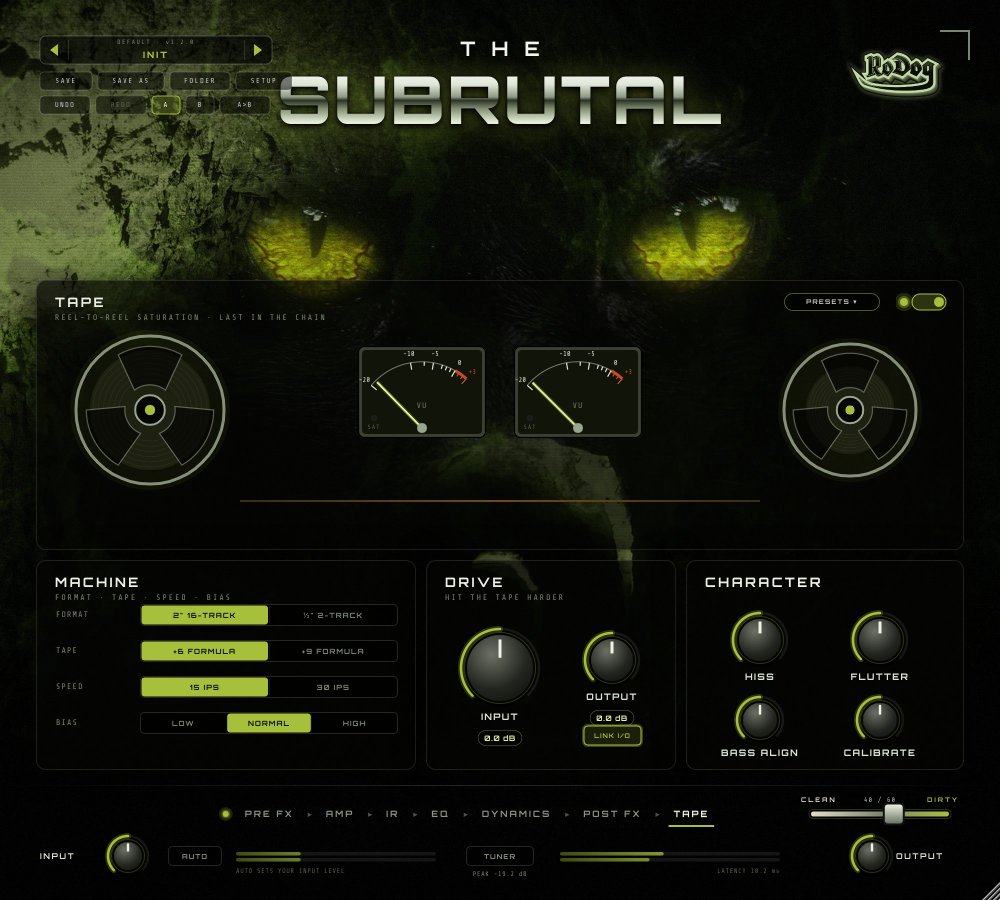 DEFAULT · v1.2.0
INIT
SAVE
SAVE AS
FOLDER
SETUP
UNDO
REDO
A
B
A>B
THE
SUBRUTAL
RoDog
TAPE
REEL-TO-REEL SATURATION · LAST IN THE CHAIN
PRESETS ▾
-20
-10
-5
0
+3
VU
SAT
-20
-10
-5
0
+3
VU
SAT
MACHINE
FORMAT · TAPE · SPEED · BIAS
FORMAT
2" 16-TRACK
½" 2-TRACK
TAPE
+6 FORMULA
+9 FORMULA
SPEED
15 IPS
30 IPS
BIAS
LOW
NORMAL
HIGH
DRIVE
HIT THE TAPE HARDER
INPUT
0.0 dB
OUTPUT
0.0 dB
LINK I/O
CHARACTER
HISS
FLUTTER
BASS ALIGN
CALIBRATE
PRE FX ▸ AMP ▸ IR ▸ EQ ▸ DYNAMICS ▸ POST FX ▸ TAPE
CLEAN
40 / 60
DIRTY
INPUT
AUTO
AUTO SETS YOUR INPUT LEVEL
TUNER
PEAK -19.2 dB
LATENCY 10.2 ms
OUTPUT